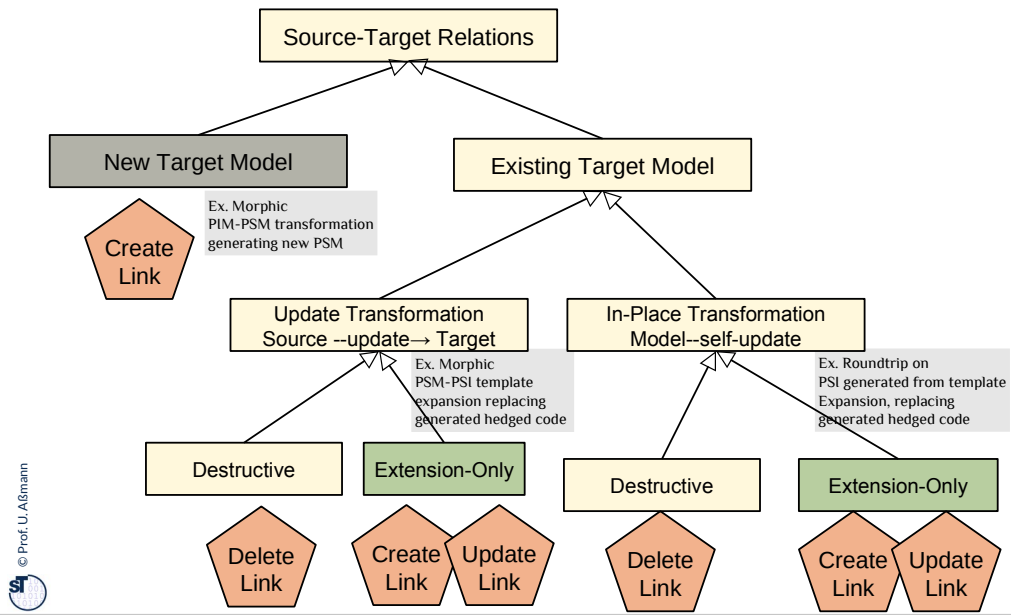 Source-Target Relations
New Target Model
Existing Target Model
Ex. Morphic
PIM-PSM transformation
generating new PSM
Create
Link
Update Transformation
Source --update→ Target
In-Place Transformation
Model--self-update
Ex. Morphic
PSM-PSI template
expansion replacing
generated hedged code
Ex. Roundtrip on
PSI generated from template
Expansion, replacing
generated hedged code
Destructive
Extension-Only
Destructive
Extension-Only
Delete
Link
Create
Link
Update
Link
Delete
Link
Create
Link
Update
Link
© Prof. U. Aßmann
ST